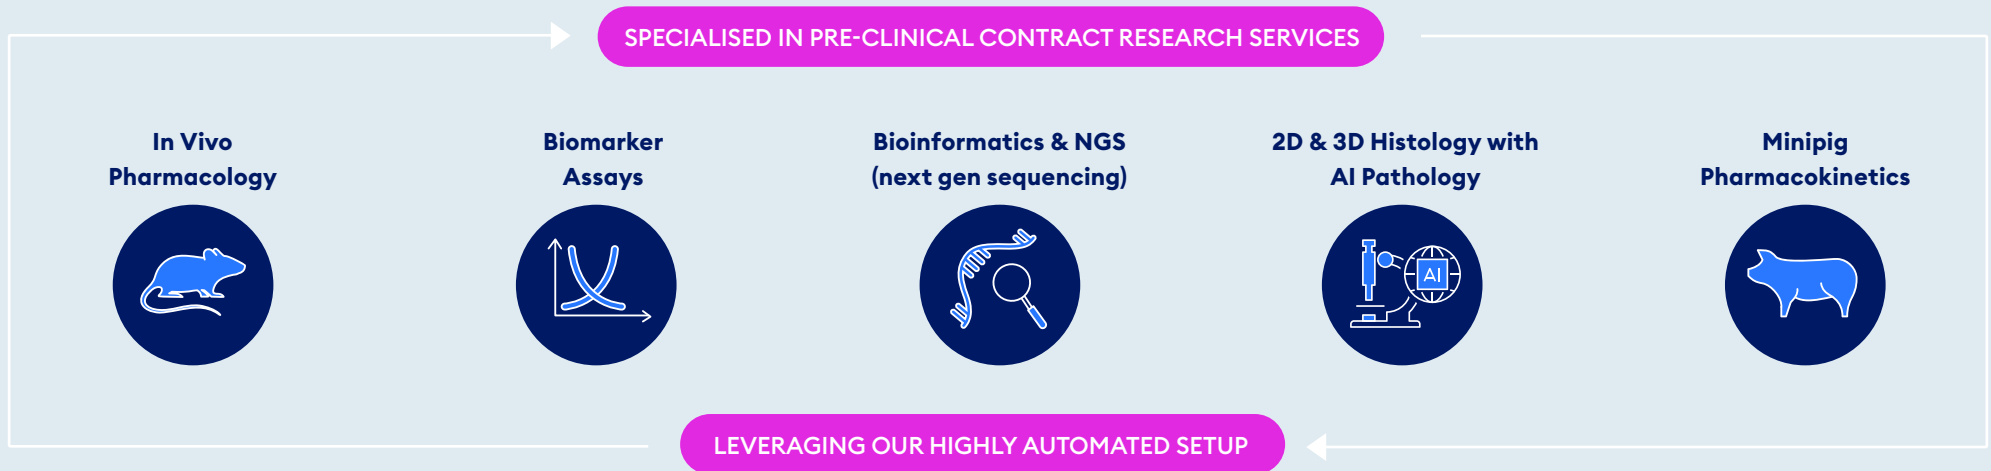 SPECIALISED IN PRE-CLINICAL CONTRACT RESEARCH SERVICES
In Vivo
Pharmacology
Biomarker
Assays
Bioinformatics & NGS
(next gen sequencing)
2D & 3D Histology with
AI Pathology
AI
Minipig
Pharmacokinetics
LEVERAGING OUR HIGHLY AUTOMATED SETUP